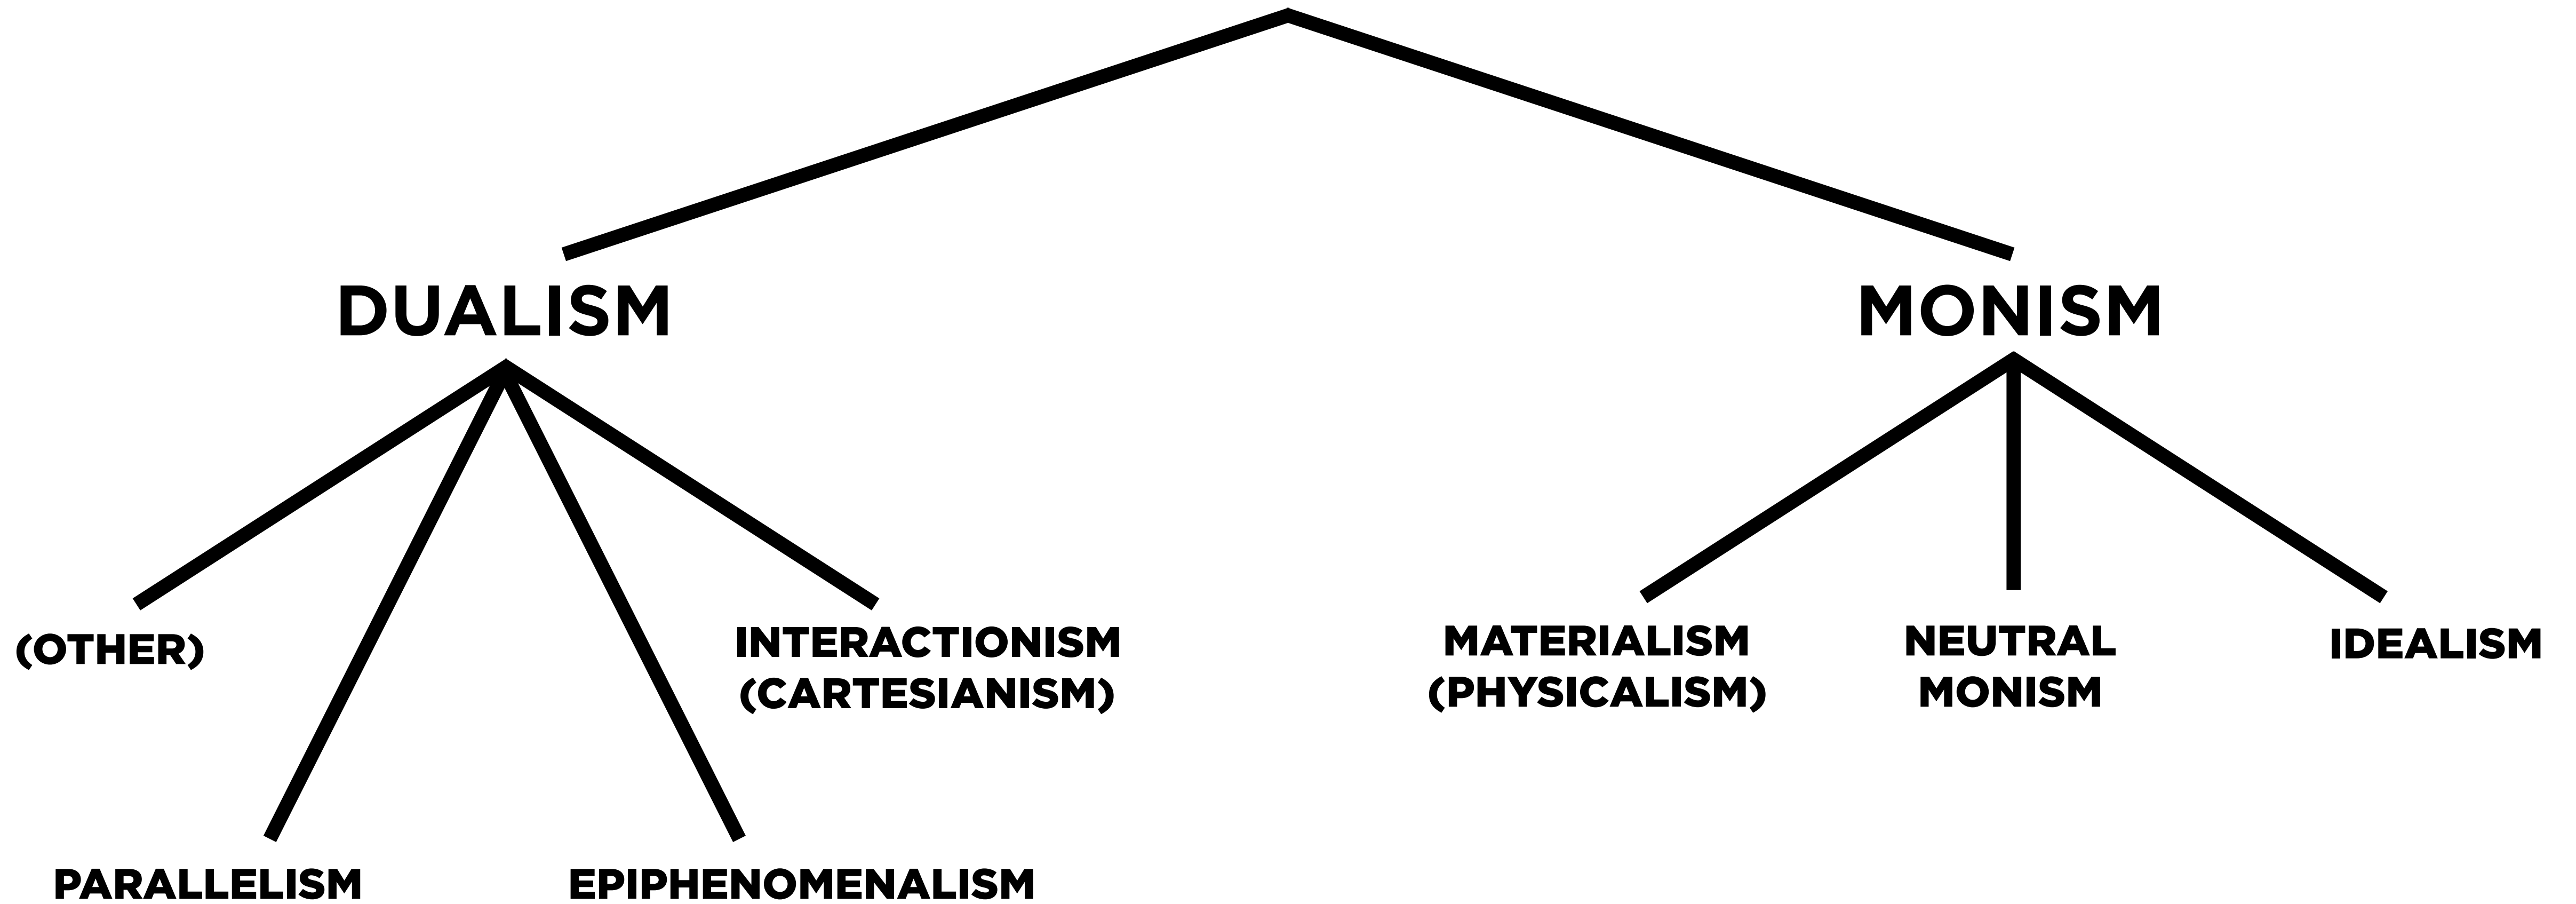 DUALISM
MONISM
(OTHER)
INTERACTIONISM
(CARTESIANISM)
MATERIALISM
(PHYSICALISM)
NEUTRAL
MONISM
IDEALISM
PARALLELISM
EPIPHENOMENALISM